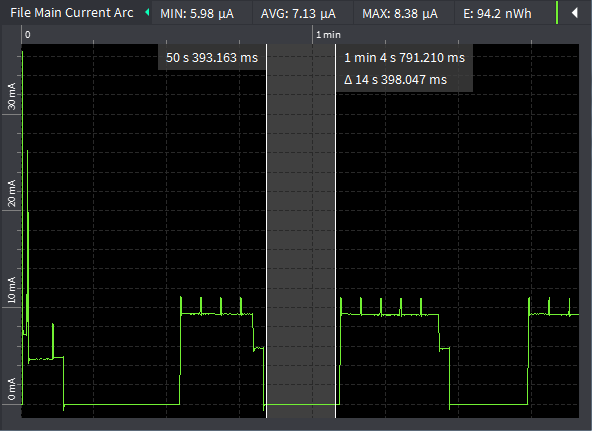 File Main Current Arc MIN: 5.98 µA AVG: 7.13 µA MAX: 8.38 µA E: 94.2 nWh
0 1 min
50 s 393.163 ms 1 min 4 s 791.210 ms
Δ 14 s 398.047 ms
30 mA
20 mA
10 mA
0 mA